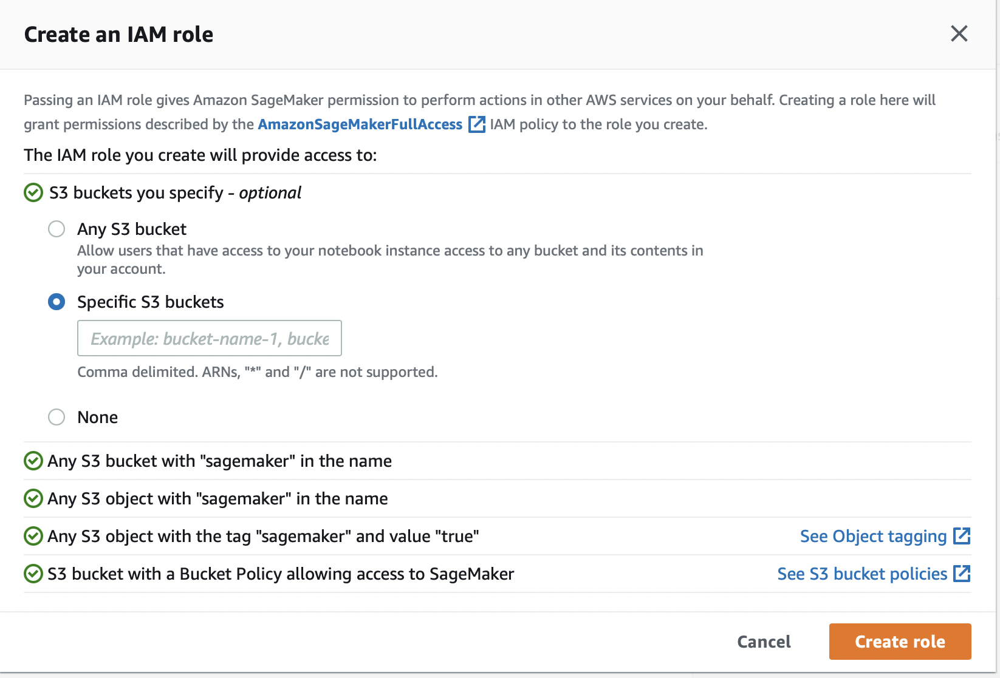 Create an IAM role
Passing an IAM role gives Amazon SageMaker permission to perform actions in other AWS services on your behalf. Creating a role here will
grant permissions described by the AmazonSageMakerFullAccess IAM policy to the role you create.
The IAM role you create will provide access to:
S3 buckets you specify - optional
Any S3 bucket
Allow users that have access to your notebook instance access to any bucket and its contents in
your account.
Specific S3 buckets
Example: bucket-name-1, bucke
Comma delimited. ARNs, "*" and "/" are not supported.
None
Any S3 bucket with "sagemaker" in the name
Any S3 object with "sagemaker" in the name
Any S3 object with the tag "sagemaker" and value "true" See Object tagging
S3 bucket with a Bucket Policy allowing access to SageMaker See S3 bucket policies
Cancel Create role